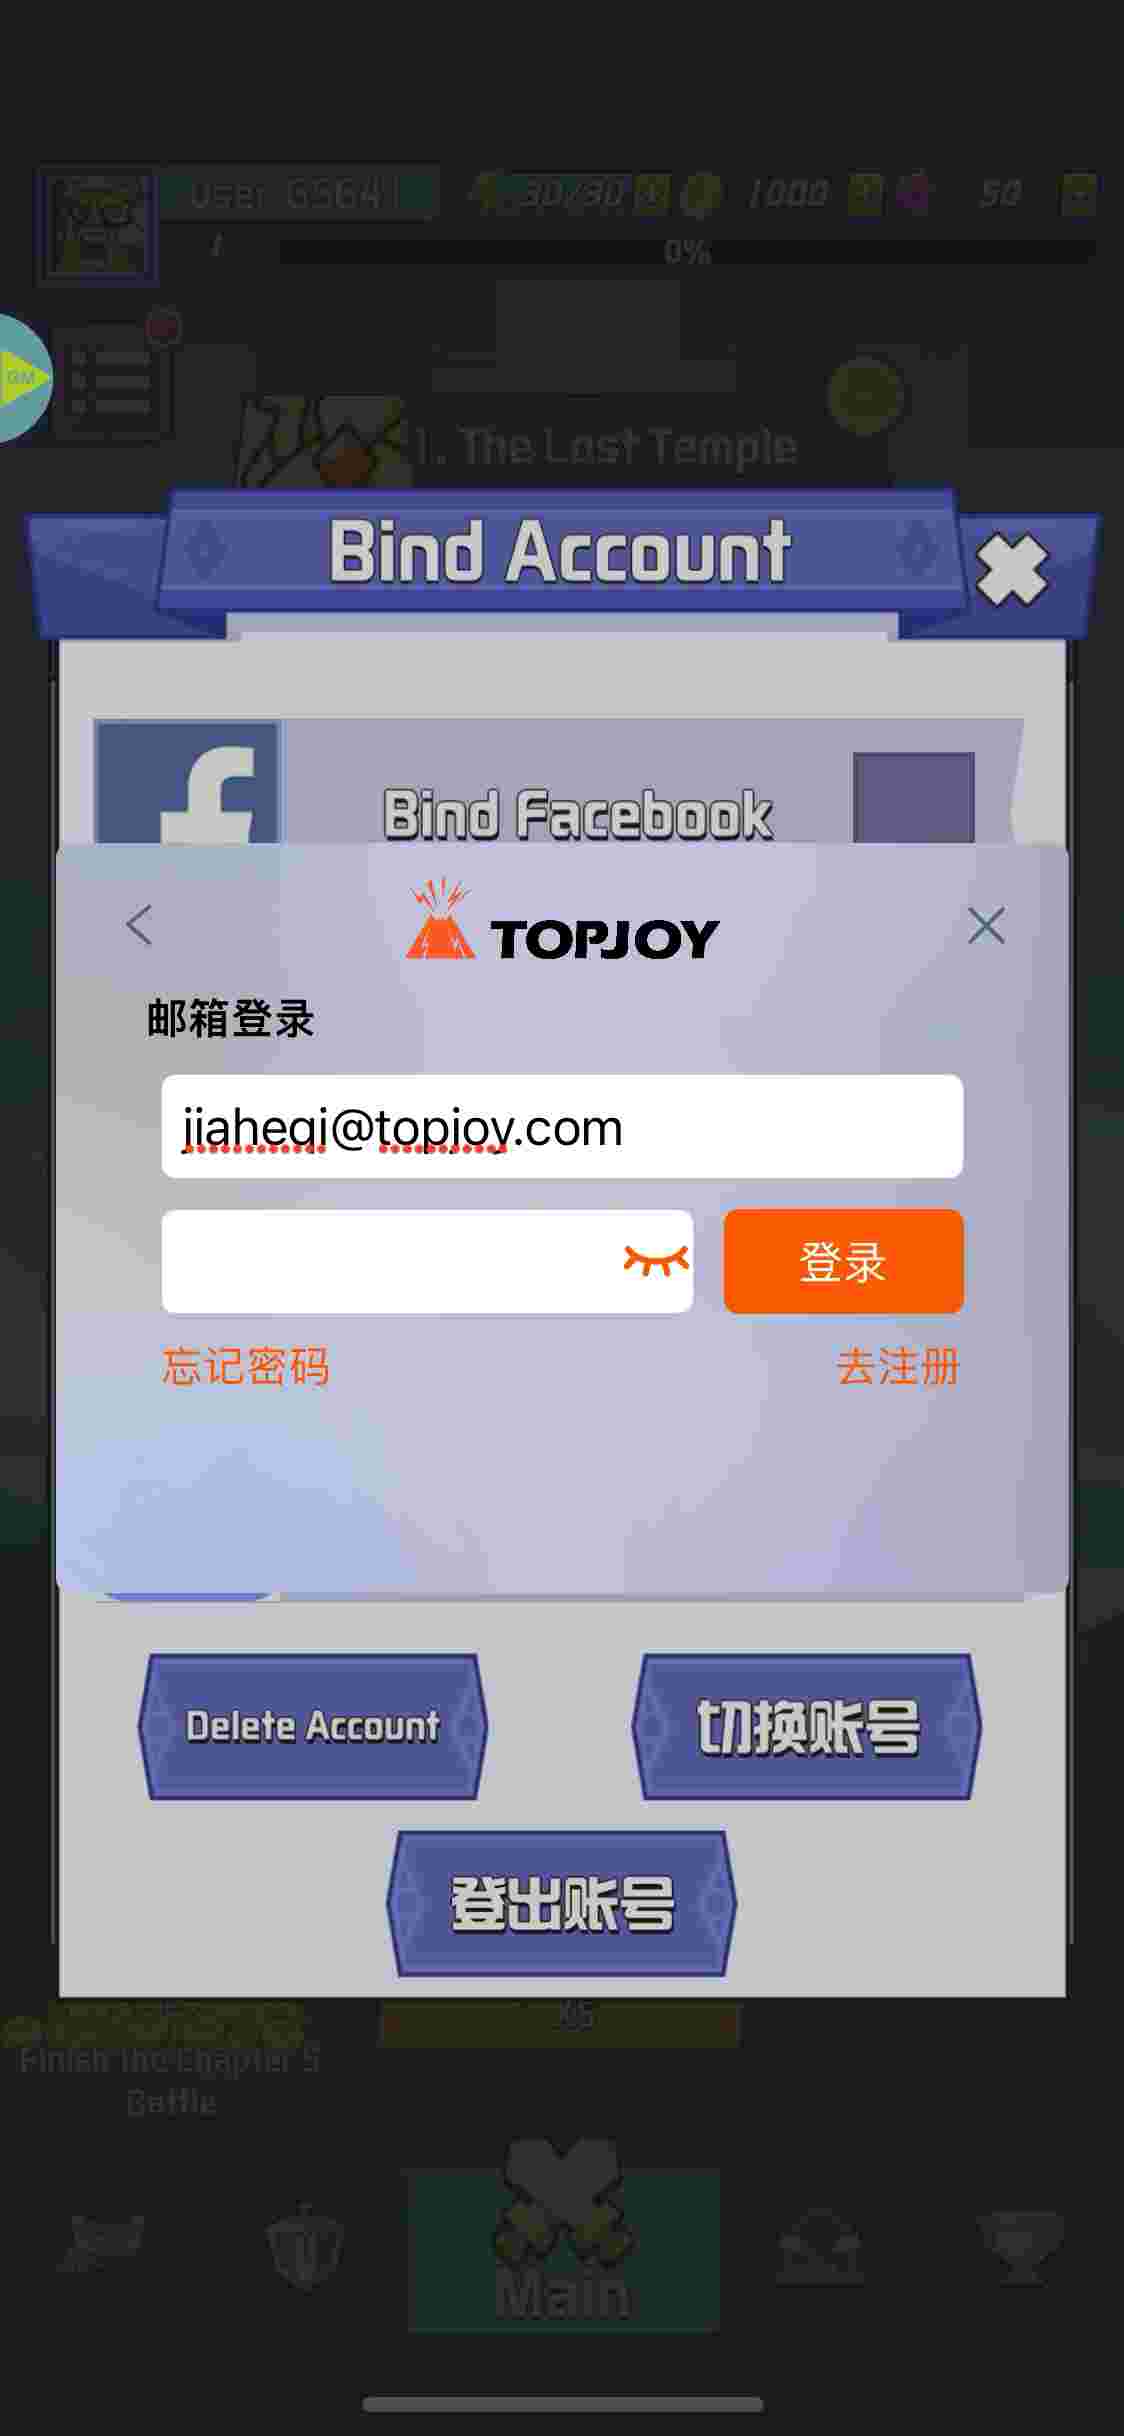 User GS641
30/30
1000
50
1
0%
GM
1. The Lost Temple
Bind Account
Bind Facebook
TOPJOY
邮箱登录
jiaheqi@topjoy.com
登录
忘记密码
去注册
Delete Account
切换账号
登出账号
Finish the Chapter 5
Battle
Main